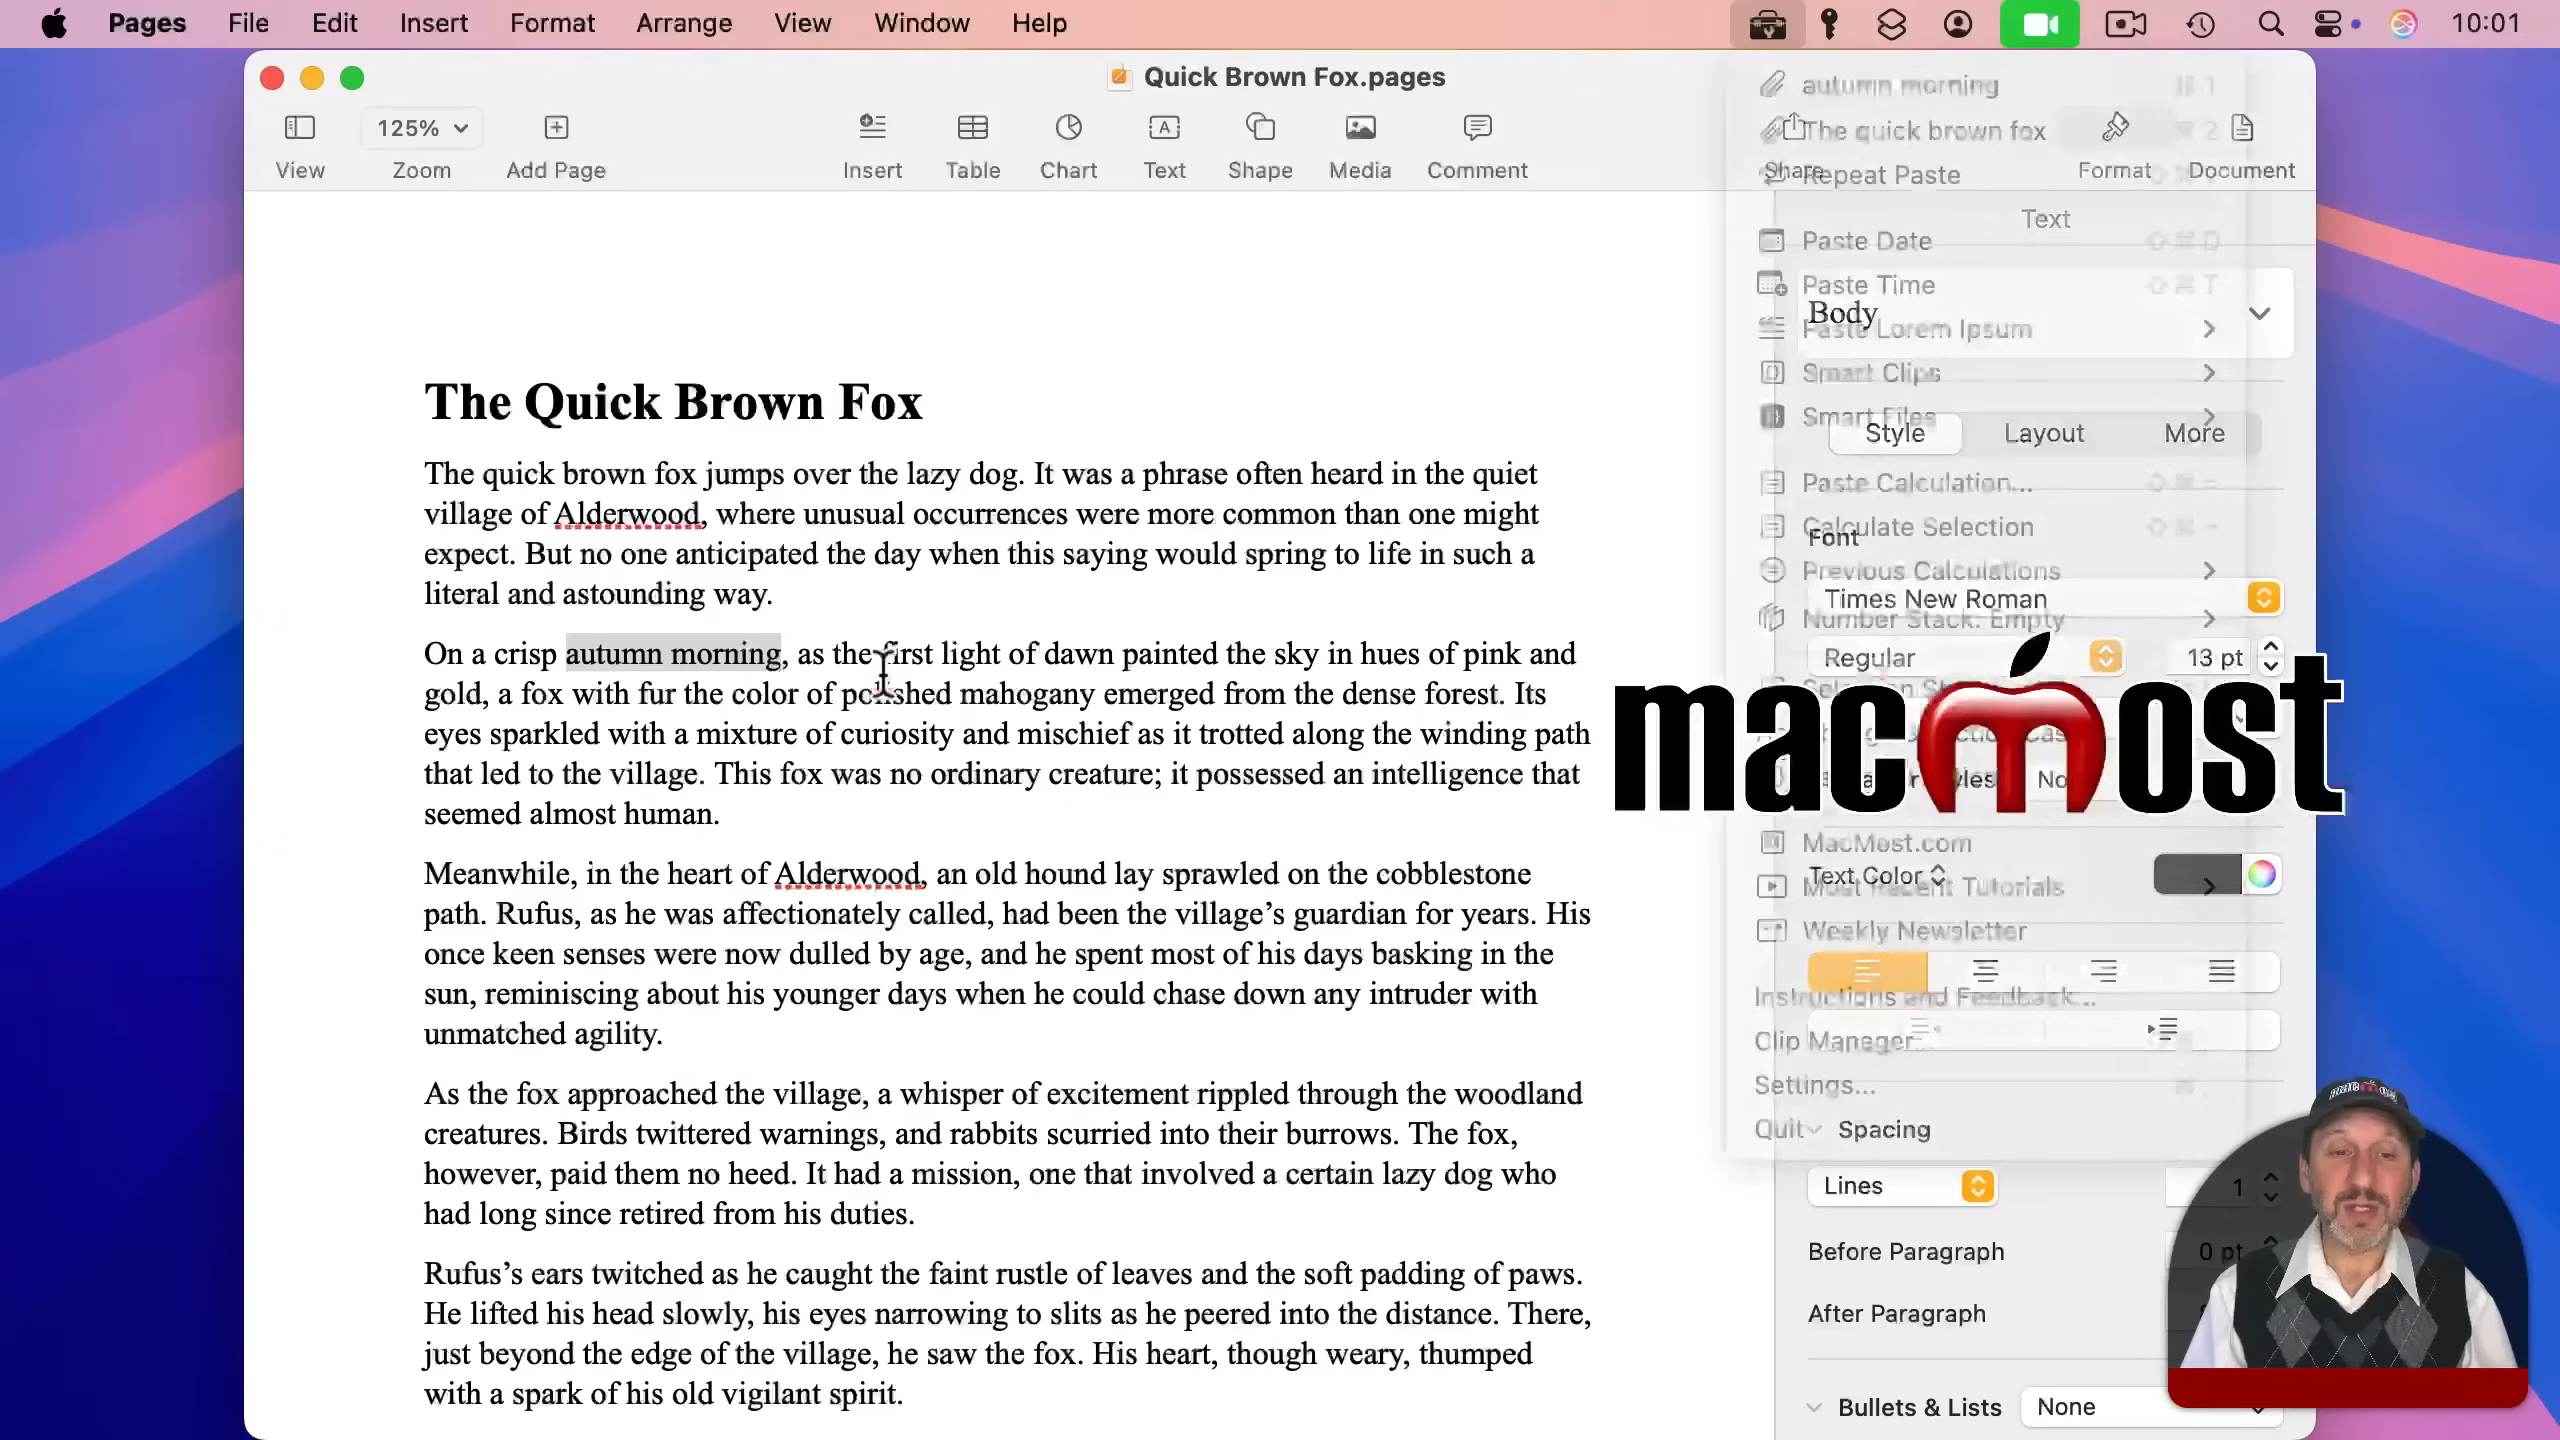 Pages File Edit Insert Format Arrange View Window Help 10:01
Quick Brown Fox.pages
125%
View Zoom Add Page Insert Table Chart Text Shape Media Comment Share Format Document
The Quick Brown Fox
The quick brown fox jumps over the lazy dog. It was a phrase often heard in the quiet
village of Alderwood, where unusual occurrences were more common than one might
expect. But no one anticipated the day when this saying would spring to life in such a
literal and astounding way.
On a crisp autumn morning, as the first light of dawn painted the sky in hues of pink and
gold, a fox with fur the color of polished mahogany emerged from the dense forest. Its
eyes sparkled with a mixture of curiosity and mischief as it trotted along the winding path
that led to the village. This fox was no ordinary creature; it possessed an intelligence that
seemed almost human.
Meanwhile, in the heart of Alderwood, an old hound lay sprawled on the cobblestone
path. Rufus, as he was affectionately called, had been the village’s guardian for years. His
once keen senses were now dulled by age, and he spent most of his days basking in the
sun, reminiscing about his younger days when he could chase down any intruder with
unmatched agility.
As the fox approached the village, a whisper of excitement rippled through the woodland
creatures. Birds twittered warnings, and rabbits scurried into their burrows. The fox,
however, paid them no heed. It had a mission, one that involved a certain lazy dog who
had long since retired from his duties.
Rufus’s ears twitched as he caught the faint rustle of leaves and the soft padding of paws.
He lifted his head slowly, his eyes narrowing to slits as he peered into the distance. There,
just beyond the edge of the village, he saw the fox. His heart, though weary, thumped
with a spark of his old vigilant spirit.
autumn morning 1
The quick brown fox 2
Repeat Paste
Paste Date D
Paste Time T
Paste Lorem Ipsum
Smart Clips
Smart Files
Paste Calculation...
Calculate Selection
Previous Calculations
Number Stack: Empty
MacMost.com
Most Recent Tutorials
Weekly Newsletter
Instructions and Feedback...
Clip Manager...
Settings...
Quit
Text
Body
Style Layout More
Font
Times New Roman
Regular 13 pt
Text Color
Spacing
Lines 1
Before Paragraph 0 pt
After Paragraph
Bullets & Lists None
macmost
macmost